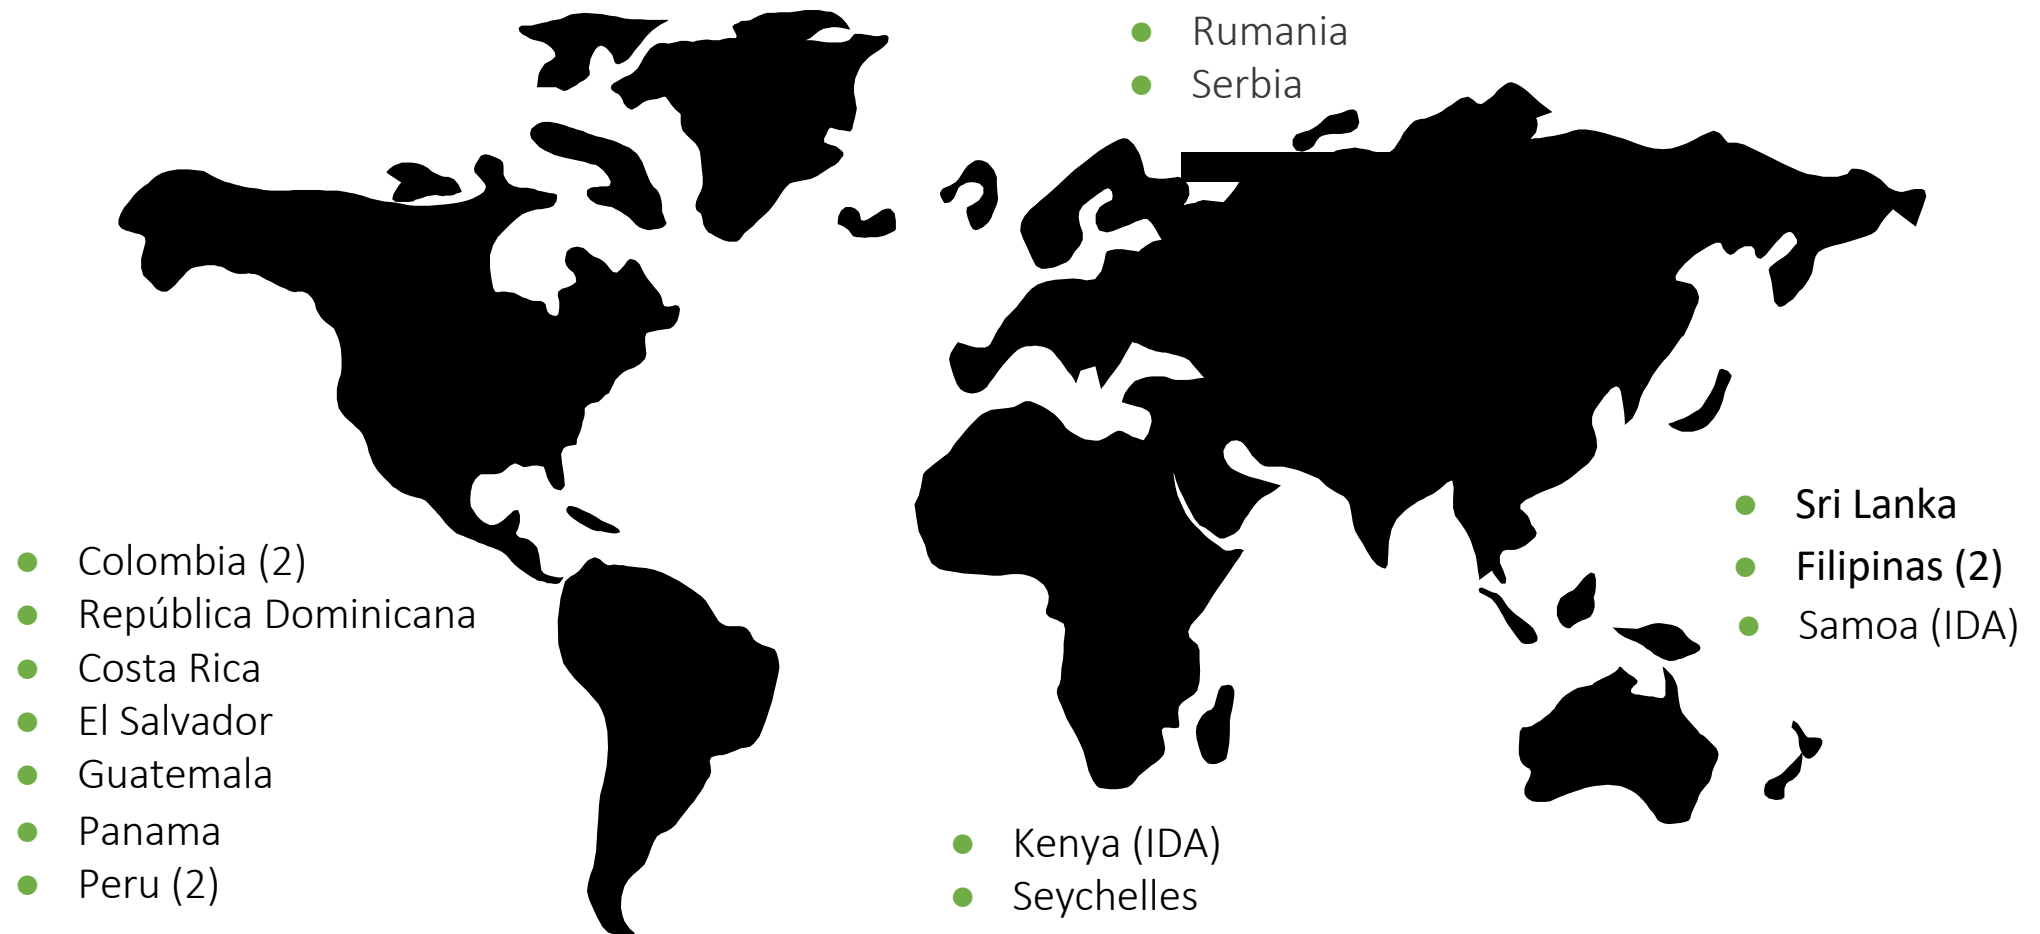 Rumania
Serbia
Colombia (2)
República Dominicana
Costa Rica
El Salvador
Guatemala
Panama
Peru (2)
Kenya (IDA)
Seychelles
Sri Lanka
Filipinas (2)
Samoa (IDA)